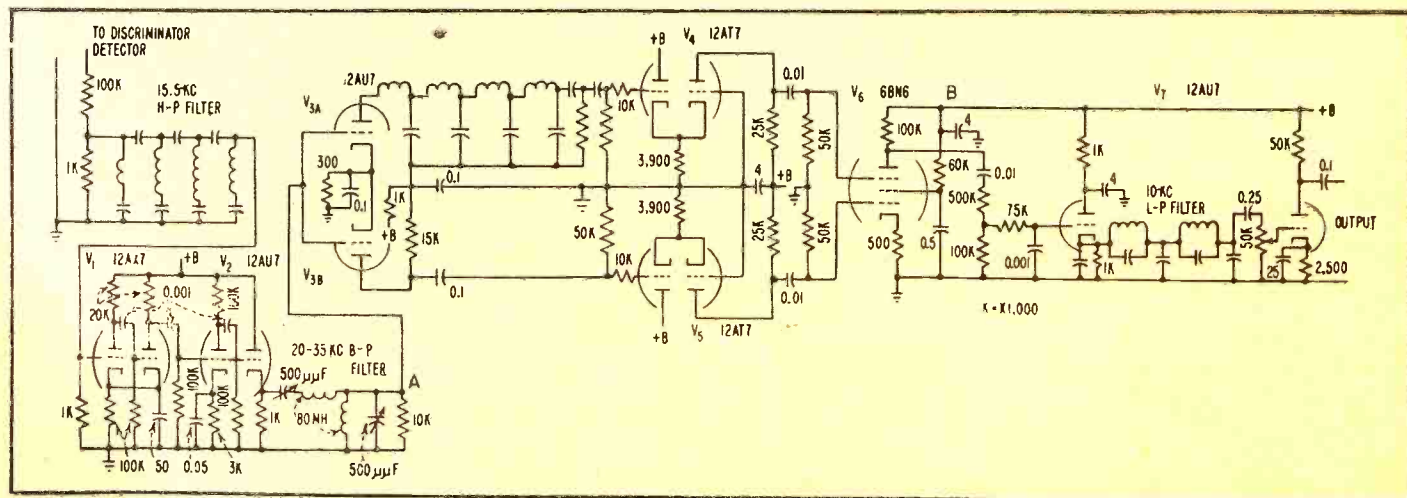 TO DISCRIMINATOR
DETECTOR
100K
15.5-KC
H-P FILTER
1K
V1 12AX7
+B
V2 12AU7
20K
0.001
100K
1K
100K
50
0.05
100K
100K
3K
1K
20-35 KC B-P
FILTER
500µµF
80MH
500µµF
A
10K
12AU7
V3A
300
0.1
V3B
1K
+B
15K
0.1
0.1
10K
50K
10K
+B V4 12AT7
3,900
3,900
+B V5 12AT7
25K
4
+B
25K
0.01
50K
50K
0.01
V6 6BN6
B
100K
4
60K
0.01
500K
500
0.5
100K
75K
0.001
K=X1,000
V7 12AU7
+B
1K
4
10-KC
L-P FILTER
1K
0.25
50K
50K
0.1
OUTPUT
25
2,500